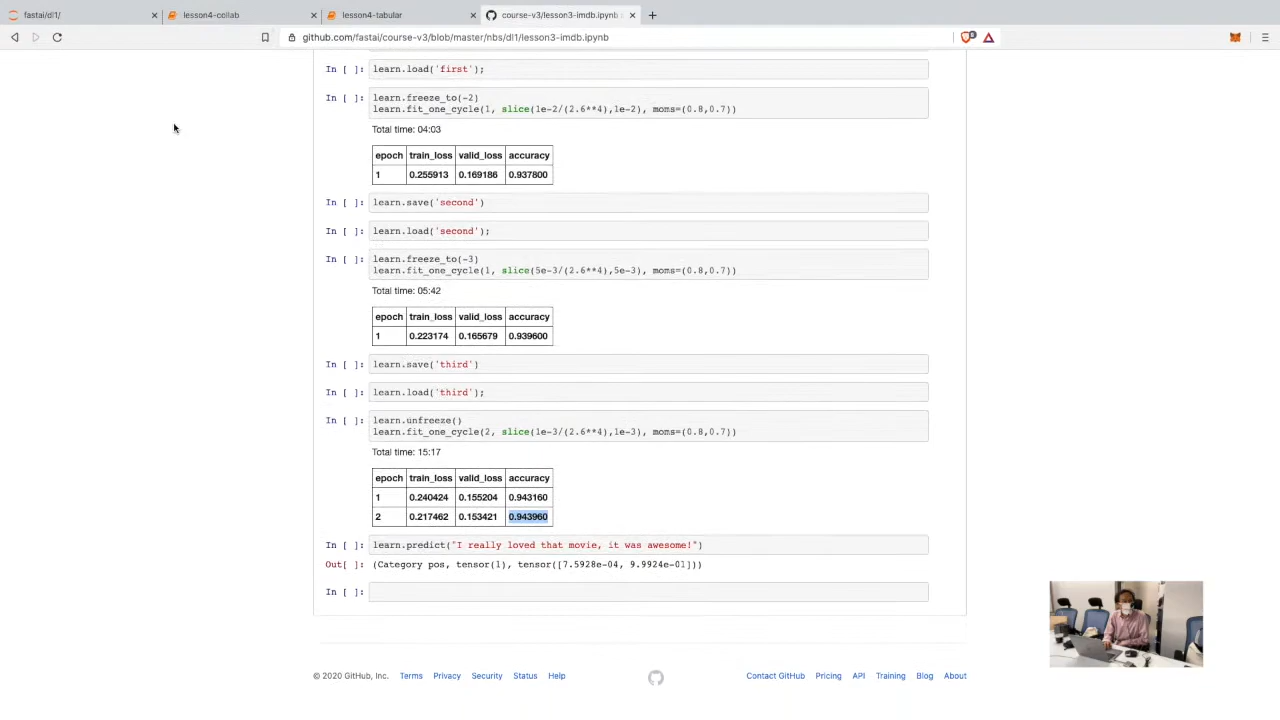 fastai/dl1/
lesson4-collab
lesson4-tabular
course-v3/lesson3-imdb.ipynb
github.com/fastai/course-v3/blob/master/nbs/dl1/lesson3-imdb.ipynb
In [ ]: learn.load('first');
In [ ]: learn.freeze_to(-2)
learn.fit_one_cycle(1, slice(1e-2/(2.6**4),1e-2), moms=(0.8,0.7))
Total time: 04:03
epoch train_loss valid_loss accuracy
1 0.255913 0.169186 0.937800
In [ ]: learn.save('second')
In [ ]: learn.load('second');
In [ ]: learn.freeze_to(-3)
learn.fit_one_cycle(1, slice(5e-3/(2.6**4),5e-3), moms=(0.8,0.7))
Total time: 05:42
epoch train_loss valid_loss accuracy
1 0.223174 0.165679 0.939600
In [ ]: learn.save('third')
In [ ]: learn.load('third');
In [ ]: learn.unfreeze()
learn.fit_one_cycle(2, slice(1e-3/(2.6**4),1e-3), moms=(0.8,0.7))
Total time: 15:17
epoch train_loss valid_loss accuracy
1 0.240424 0.155204 0.943160
2 0.217462 0.153421 0.943960
In [ ]: learn.predict("I really loved that movie, it was awesome!")
Out[ ]: (Category pos, tensor(1), tensor([7.5928e-04, 9.9924e-01]))
In [ ]:
© 2020 GitHub, Inc. Terms Privacy Security Status Help Contact GitHub Pricing API Training Blog About